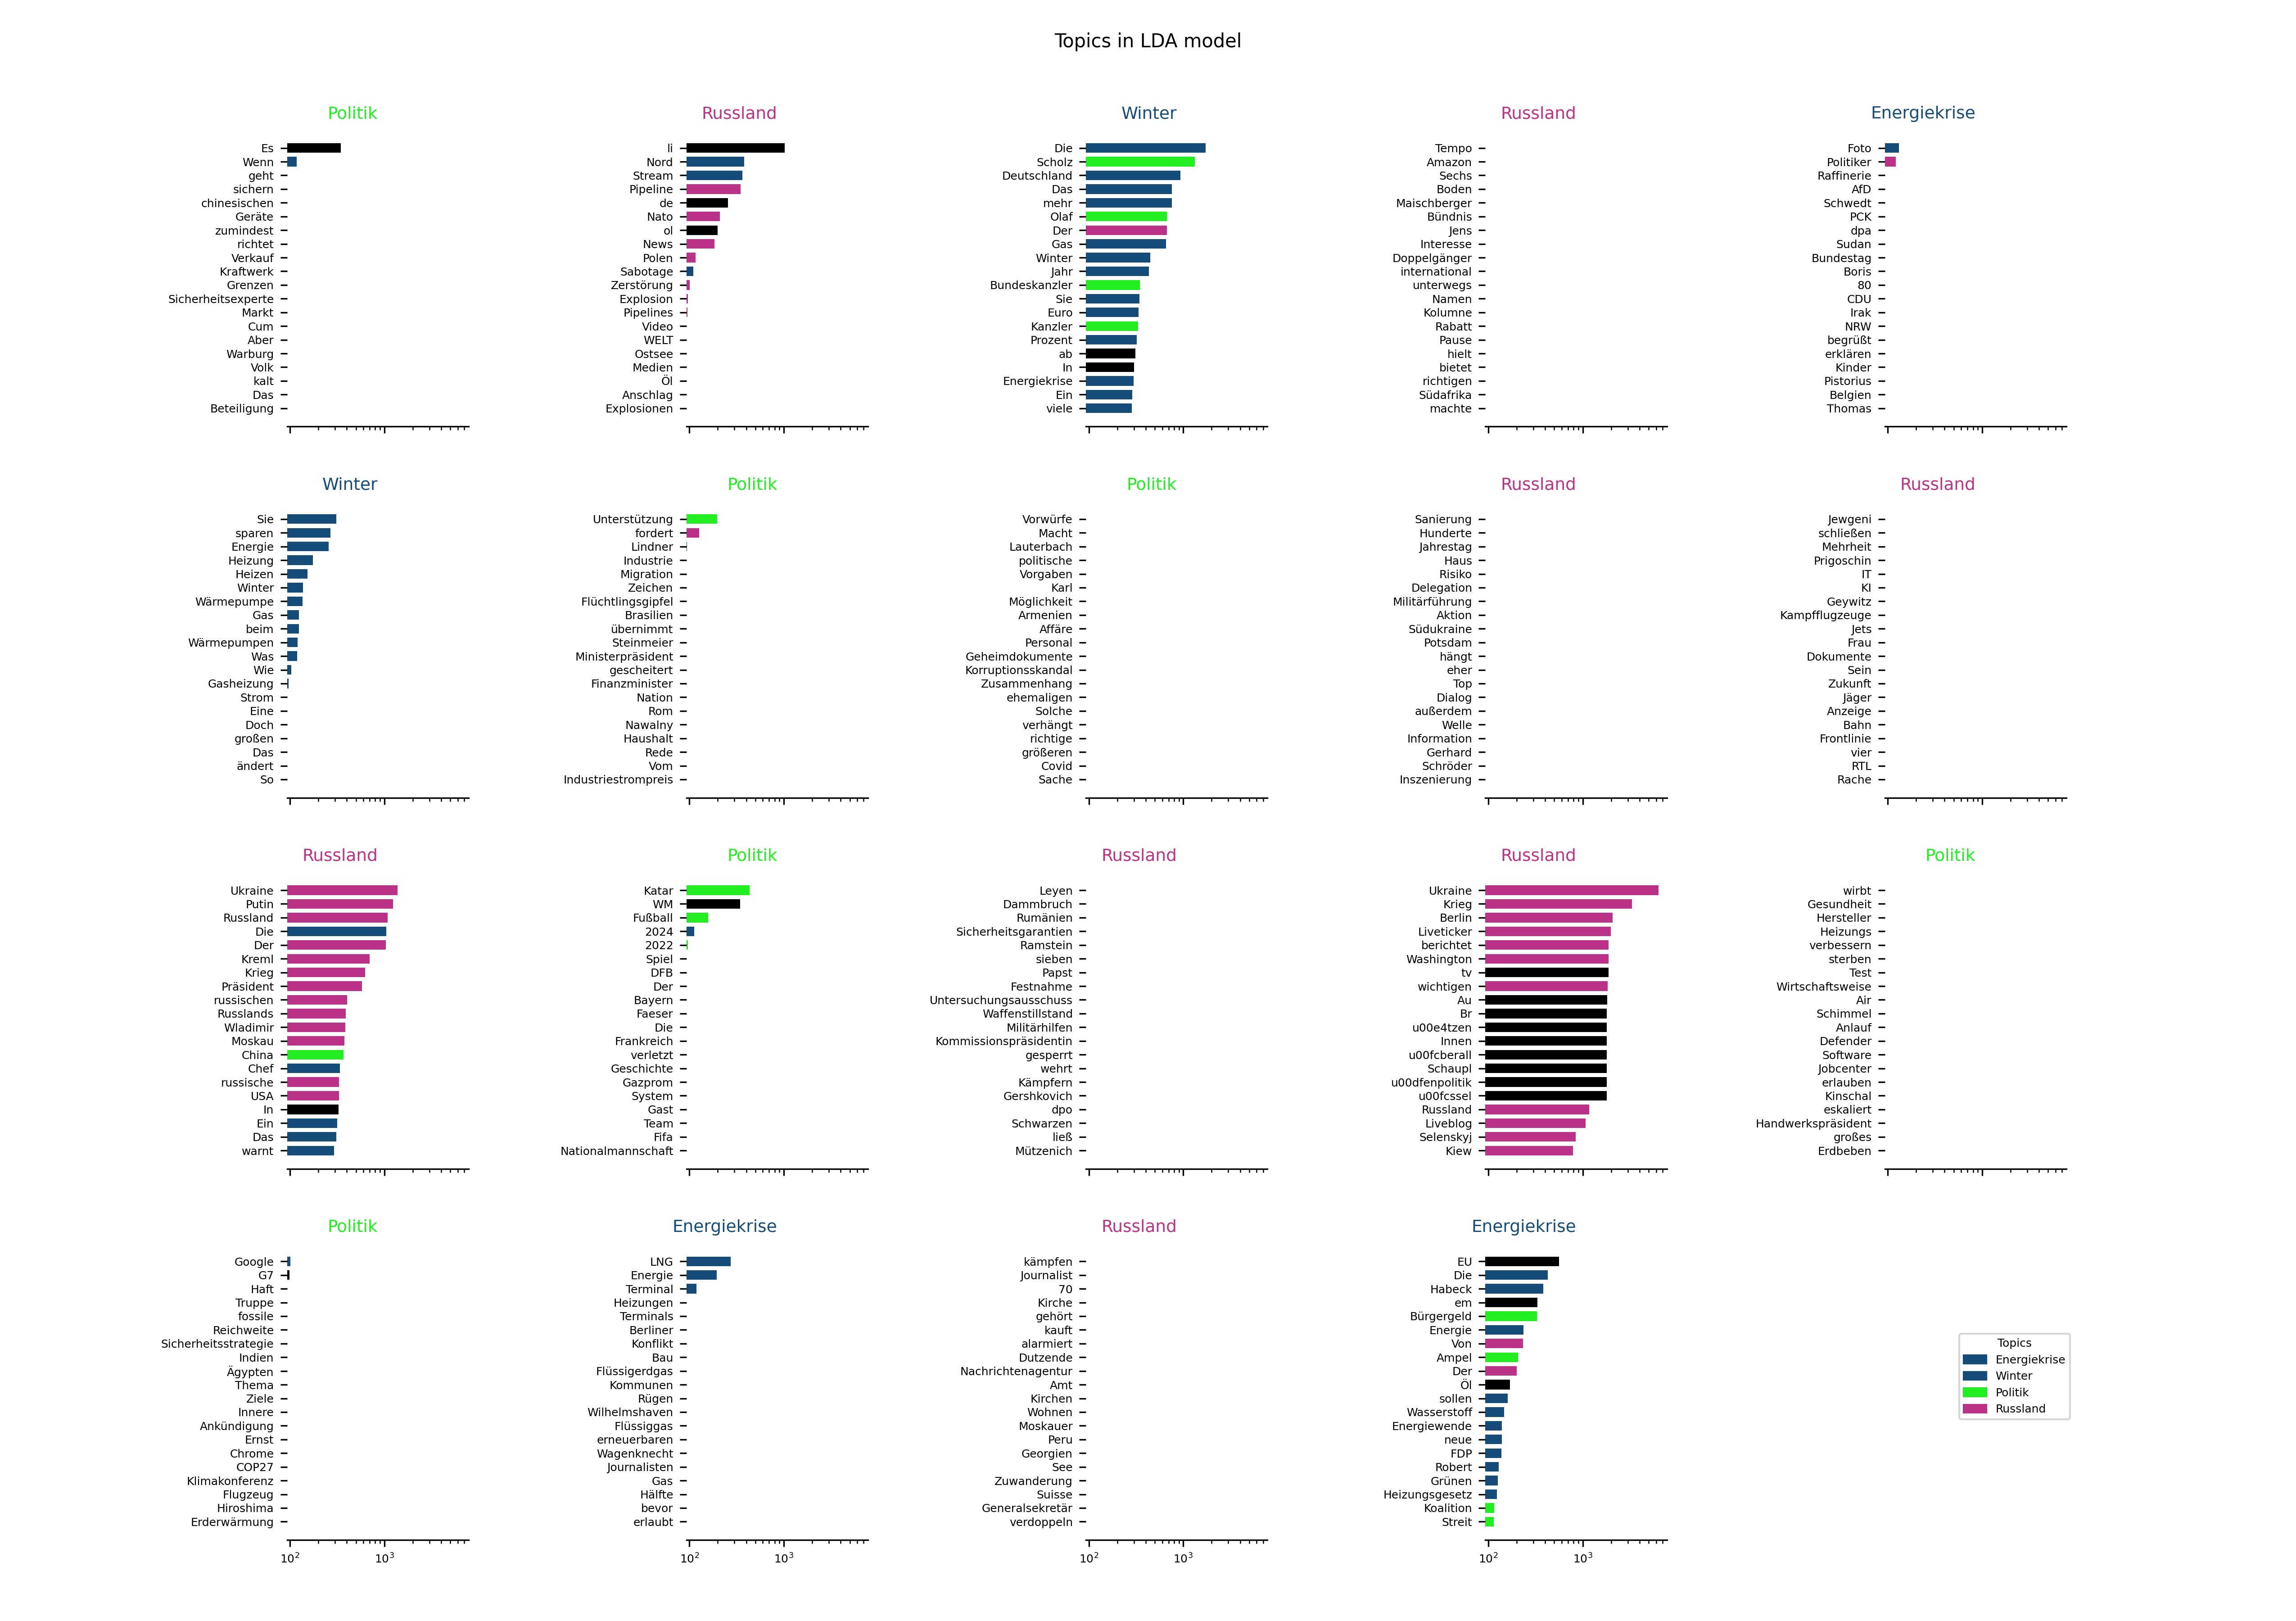 Topics in LDA model
Politik
Es
Wenn
geht
sichern
chinesischen
Geräte
zumindest
richtet
Verkauf
Kraftwerk
Grenzen
Sicherheitsexperte
Markt
Cum
Aber
Warburg
Volk
kalt
Das
Beteiligung
Russland
li
Nord
Stream
Pipeline
de
Nato
ol
News
Polen
Sabotage
Zerstörung
Explosion
Pipelines
Video
WELT
Ostsee
Medien
Öl
Anschlag
Explosionen
Winter
Die
Scholz
Deutschland
Das
mehr
Olaf
Der
Gas
Winter
Jahr
Bundeskanzler
Sie
Euro
Kanzler
Prozent
ab
In
Energiekrise
Ein
viele
Russland
Tempo
Amazon
Sechs
Boden
Maischberger
Bündnis
Jens
Interesse
Doppelgänger
international
unterwegs
Namen
Kolumne
Rabatt
Pause
hielt
bietet
richtigen
Südafrika
machte
Energiekrise
Foto
Politiker
Raffinerie
AfD
Schwedt
PCK
dpa
Sudan
Bundestag
Boris
80
CDU
Irak
NRW
begrüßt
erklären
Kinder
Pistorius
Belgien
Thomas
Winter
Sie
sparen
Energie
Heizung
Heizen
Winter
Wärmepumpe
Gas
beim
Wärmepumpen
Was
Wie
Gasheizung
Strom
Eine
Doch
großen
Das
ändert
So
Politik
Unterstützung
fordert
Lindner
Industrie
Migration
Zeichen
Flüchtlingsgipfel
Brasilien
übernimmt
Steinmeier
Ministerpräsident
gescheitert
Finanzminister
Nation
Rom
Nawalny
Haushalt
Rede
Vom
Industriestrompreis
Politik
Vorwürfe
Macht
Lauterbach
politische
Vorgaben
Karl
Möglichkeit
Armenien
Affäre
Personal
Geheimdokumente
Korruptionsskandal
Zusammenhang
ehemaligen
Solche
verhängt
richtige
größeren
Covid
Sache
Russland
Sanierung
Hunderte
Jahrestag
Haus
Risiko
Delegation
Militärführung
Aktion
Südukraine
Potsdam
hängt
eher
Top
Dialog
außerdem
Welle
Information
Gerhard
Schröder
Inszenierung
Russland
Jewgeni
schließen
Mehrheit
Prigoschin
IT
KI
Geywitz
Kampfflugzeuge
Jets
Frau
Dokumente
Sein
Zukunft
Jäger
Anzeige
Bahn
Frontlinie
vier
RTL
Rache
Russland
Ukraine
Putin
Russland
Die
Der
Kreml
Krieg
Präsident
russischen
Russlands
Wladimir
Moskau
China
Chef
russische
USA
In
Ein
Das
warnt
Politik
Katar
WM
Fußball
2024
2022
Spiel
DFB
Der
Bayern
Faeser
Die
Frankreich
verletzt
Geschichte
Gazprom
System
Gast
Team
Fifa
Nationalmannschaft
Russland
Leyen
Dammbruch
Rumänien
Sicherheitsgarantien
Ramstein
sieben
Papst
Festnahme
Untersuchungsausschuss
Waffenstillstand
Militärhilfen
Kommissionspräsidentin
gesperrt
wehrt
Kämpfern
Gershkovich
dpo
Schwarzen
ließ
Mützenich
Russland
Ukraine
Krieg
Berlin
Liveticker
berichtet
Washington
tv
wichtigen
Au
Br
u00e4tzen
Innen
u00fcberall
Schaupl
u00dfenpolitik
u00fcssel
Russland
Liveblog
Selenskyj
Kiew
Politik
wirbt
Gesundheit
Hersteller
Heizungs
verbessern
sterben
Test
Wirtschaftsweise
Air
Schimmel
Anlauf
Defender
Software
Jobcenter
erlauben
Kinschal
eskaliert
Handwerkspräsident
großes
Erdbeben
Politik
Google
G7
Haft
Truppe
fossile
Reichweite
Sicherheitsstrategie
Indien
Ägypten
Thema
Ziele
Innere
Ankündigung
Ernst
Chrome
COP27
Klimakonferenz
Flugzeug
Hiroshima
Erderwärmung
10² 10³
Energiekrise
LNG
Energie
Terminal
Heizungen
Terminals
Berliner
Konflikt
Bau
Flüssigerdgas
Kommunen
Rügen
Wilhelmshaven
Flüssiggas
erneuerbaren
Wagenknecht
Journalisten
Gas
Hälfte
bevor
erlaubt
10² 10³
Russland
kämpfen
Journalist
70
Kirche
gehört
kauft
alarmiert
Dutzende
Nachrichtenagentur
Amt
Kirchen
Wohnen
Moskauer
Peru
Georgien
See
Zuwanderung
Suisse
Generalsekretär
verdoppeln
10² 10³
Energiekrise
EU
Die
Habeck
em
Bürgergeld
Energie
Von
Ampel
Der
Öl
sollen
Wasserstoff
Energiewende
neue
FDP
Robert
Grünen
Heizungsgesetz
Koalition
Streit
10² 10³
Topics
Energiekrise
Winter
Politik
Russland